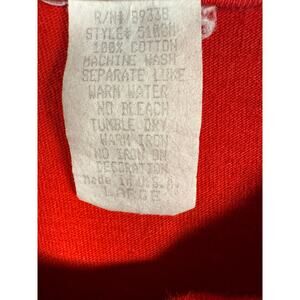 R/N# 89338
100% COTTON
MACHINE WASH
SEPARATE LUKE
WARM WATER
NO BLEACH
TUMBLE DRY
WARM IRON
NO IRON ON
DECORATION
Made in U.S.A.
LARGE